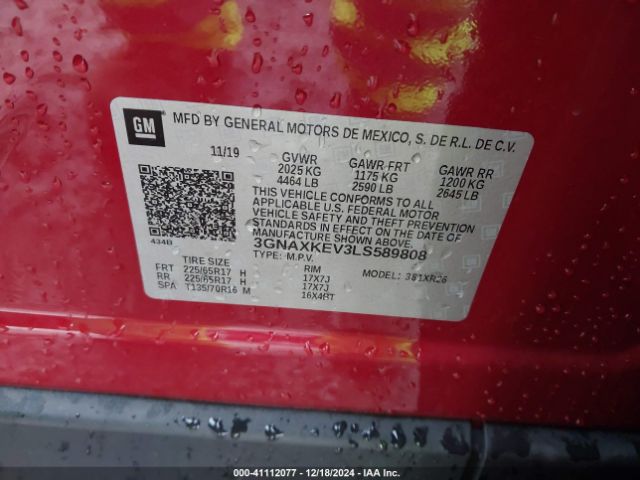 GM
MFD BY GENERAL MOTORS DE MEXICO, S. DE R.L. DE C.V.
11/19 GVWR GAWR FRT GAWR RR
2025 KG 1175 KG 1200 KG
4464 LB 2590 LB 2645 LB
THIS VEHICLE CONFORMS TO ALL
APPLICABLE U.S. FEDERAL MOTOR
VEHICLE SAFETY AND THEFT PREVENTION
STANDARDS IN EFFECT ON THE DATE OF
MANUFACTURE SHOWN ABOVE.
434B 3GNAXKEV3LS589808
TYPE: M.P.V. MODEL:
TIRE SIZE RIM
FRT 225/65R17 H 17X7J
RR 225/65R17 H 17X7J
SPA T135/70R16 M 16X4BT
000-41112077 - 12/18/2024 - IAA Inc.